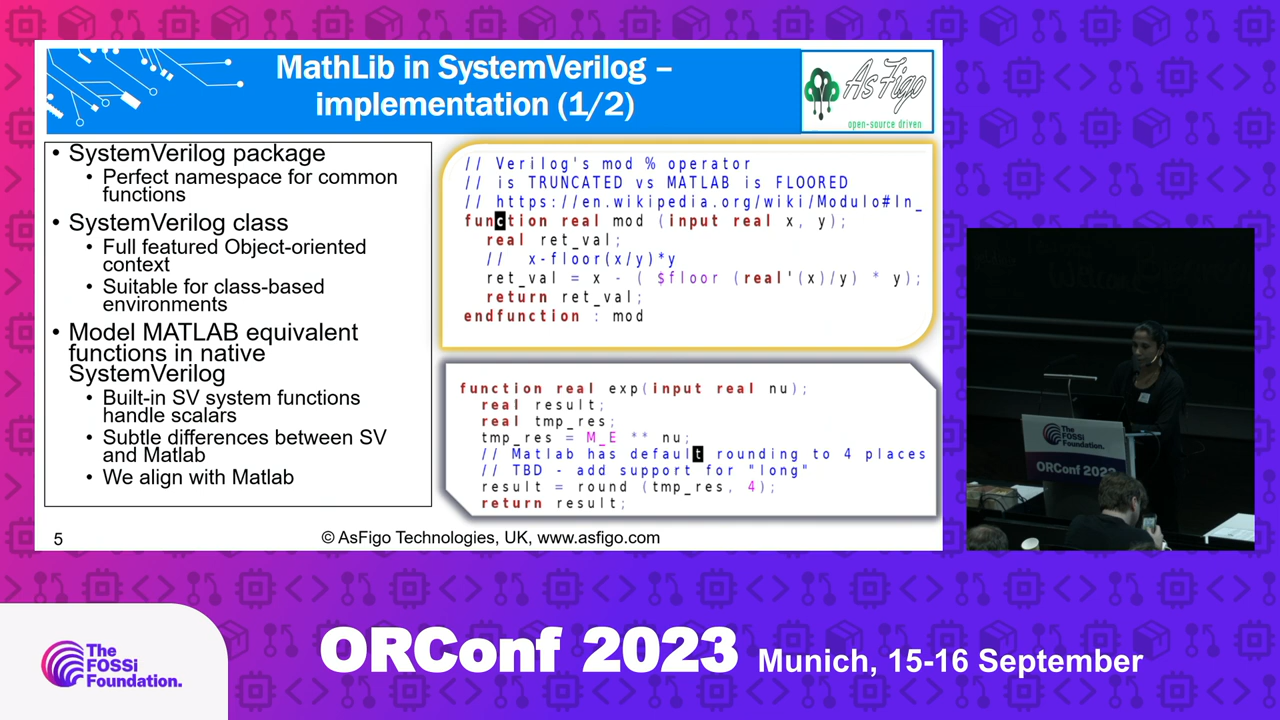 MathLib in SystemVerilog –
implementation (1/2)
AsFigo
open-source driven
• SystemVerilog package
• Perfect namespace for common
functions
• SystemVerilog class
• Full featured Object-oriented
context
• Suitable for class-based
environments
• Model MATLAB equivalent
functions in native
SystemVerilog
• Built-in SV system functions
handle scalars
• Subtle differences between SV
and Matlab
• We align with Matlab
// Verilog's mod % operator
// is TRUNCATED vs MATLAB is FLOORED
// https://en.wikipedia.org/wiki/Modulo#In_
function real mod (input real x, y);
real ret_val;
// x-floor(x/y)*y
ret_val = x - ( $floor (real'(x)/y) * y);
return ret_val;
endfunction : mod
function real exp(input real nu);
real result;
real tmp_res;
tmp_res = M_E ** nu;
// Matlab has default rounding to 4 places
// TBD - add support for "long"
result = round (tmp_res, 4);
return result;
5
© AsFigo Technologies, UK, www.asfigo.com
The
FOSSi
Foundation.
ORConf 2023
The
FOSSi
Foundation.
ORConf 2023
Munich, 15-16 September